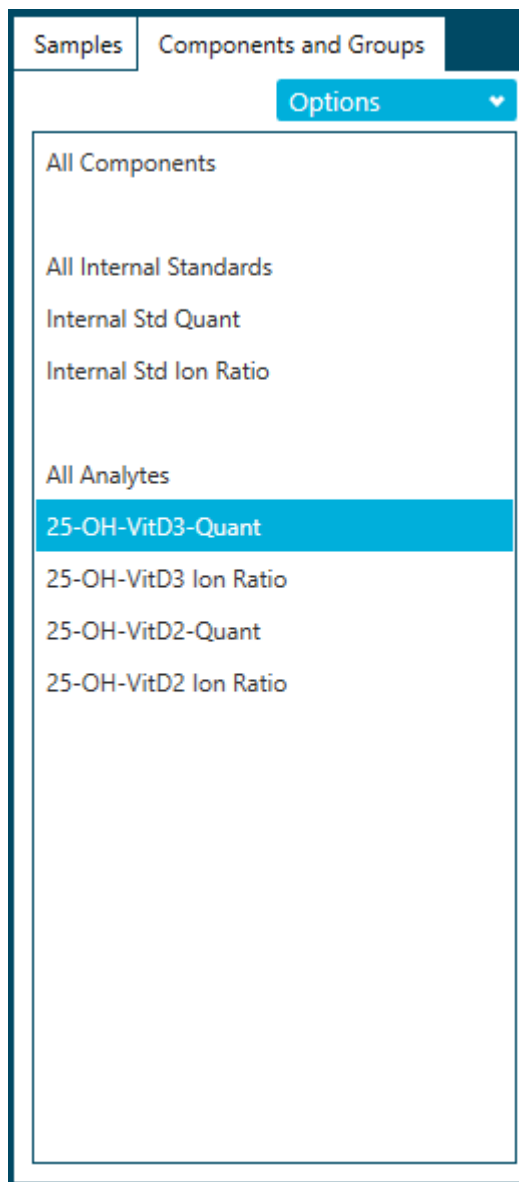 Samples
Components and Groups
Options
All Components
All Internal Standards
Internal Std Quant
Internal Std Ion Ratio
All Analytes
25-OH-VitD3-Quant
25-OH-VitD3 Ion Ratio
25-OH-VitD2-Quant
25-OH-VitD2 Ion Ratio